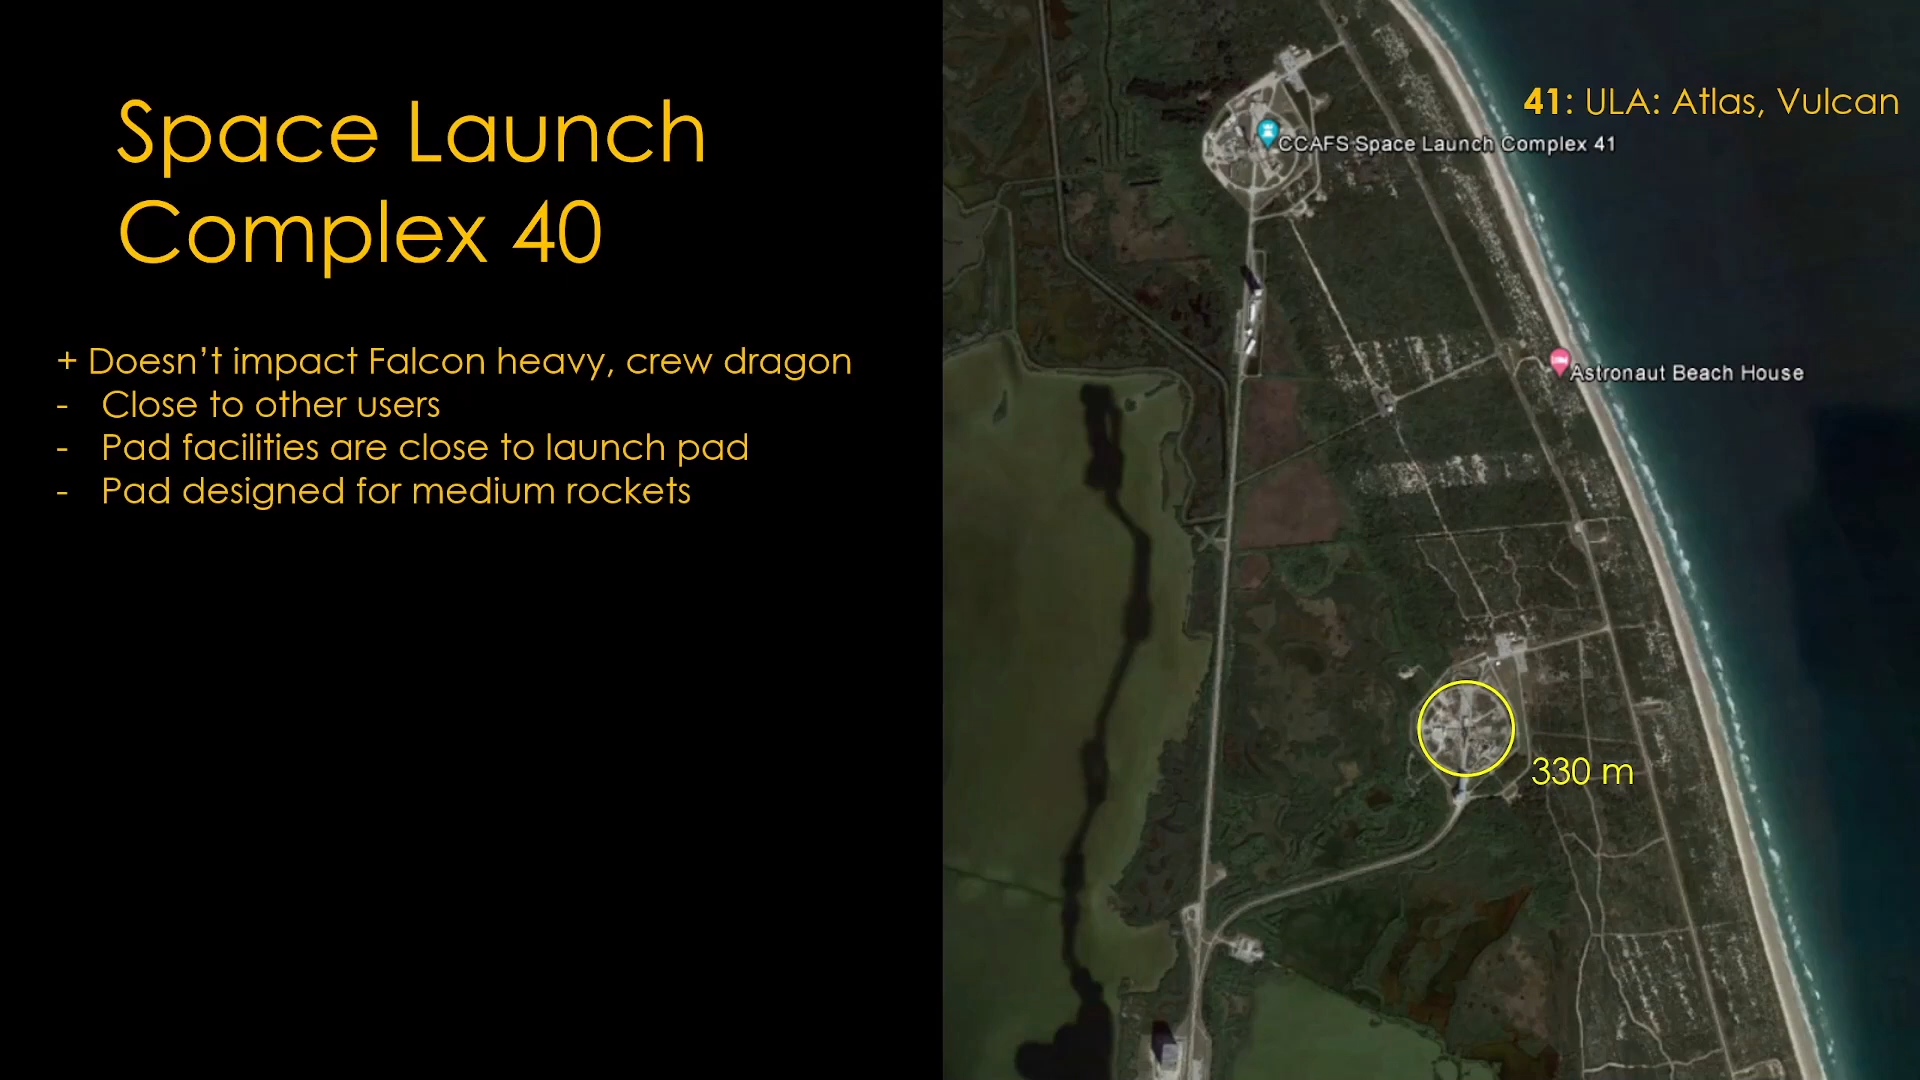 Space Launch
Complex 40
+ Doesn't impact Falcon heavy, crew dragon
- Close to other users
- Pad facilities are close to launch pad
- Pad designed for medium rockets
41: ULA: Atlas, Vulcan
CCAFS Space Launch Complex 41
Astronaut Beach House
330 m